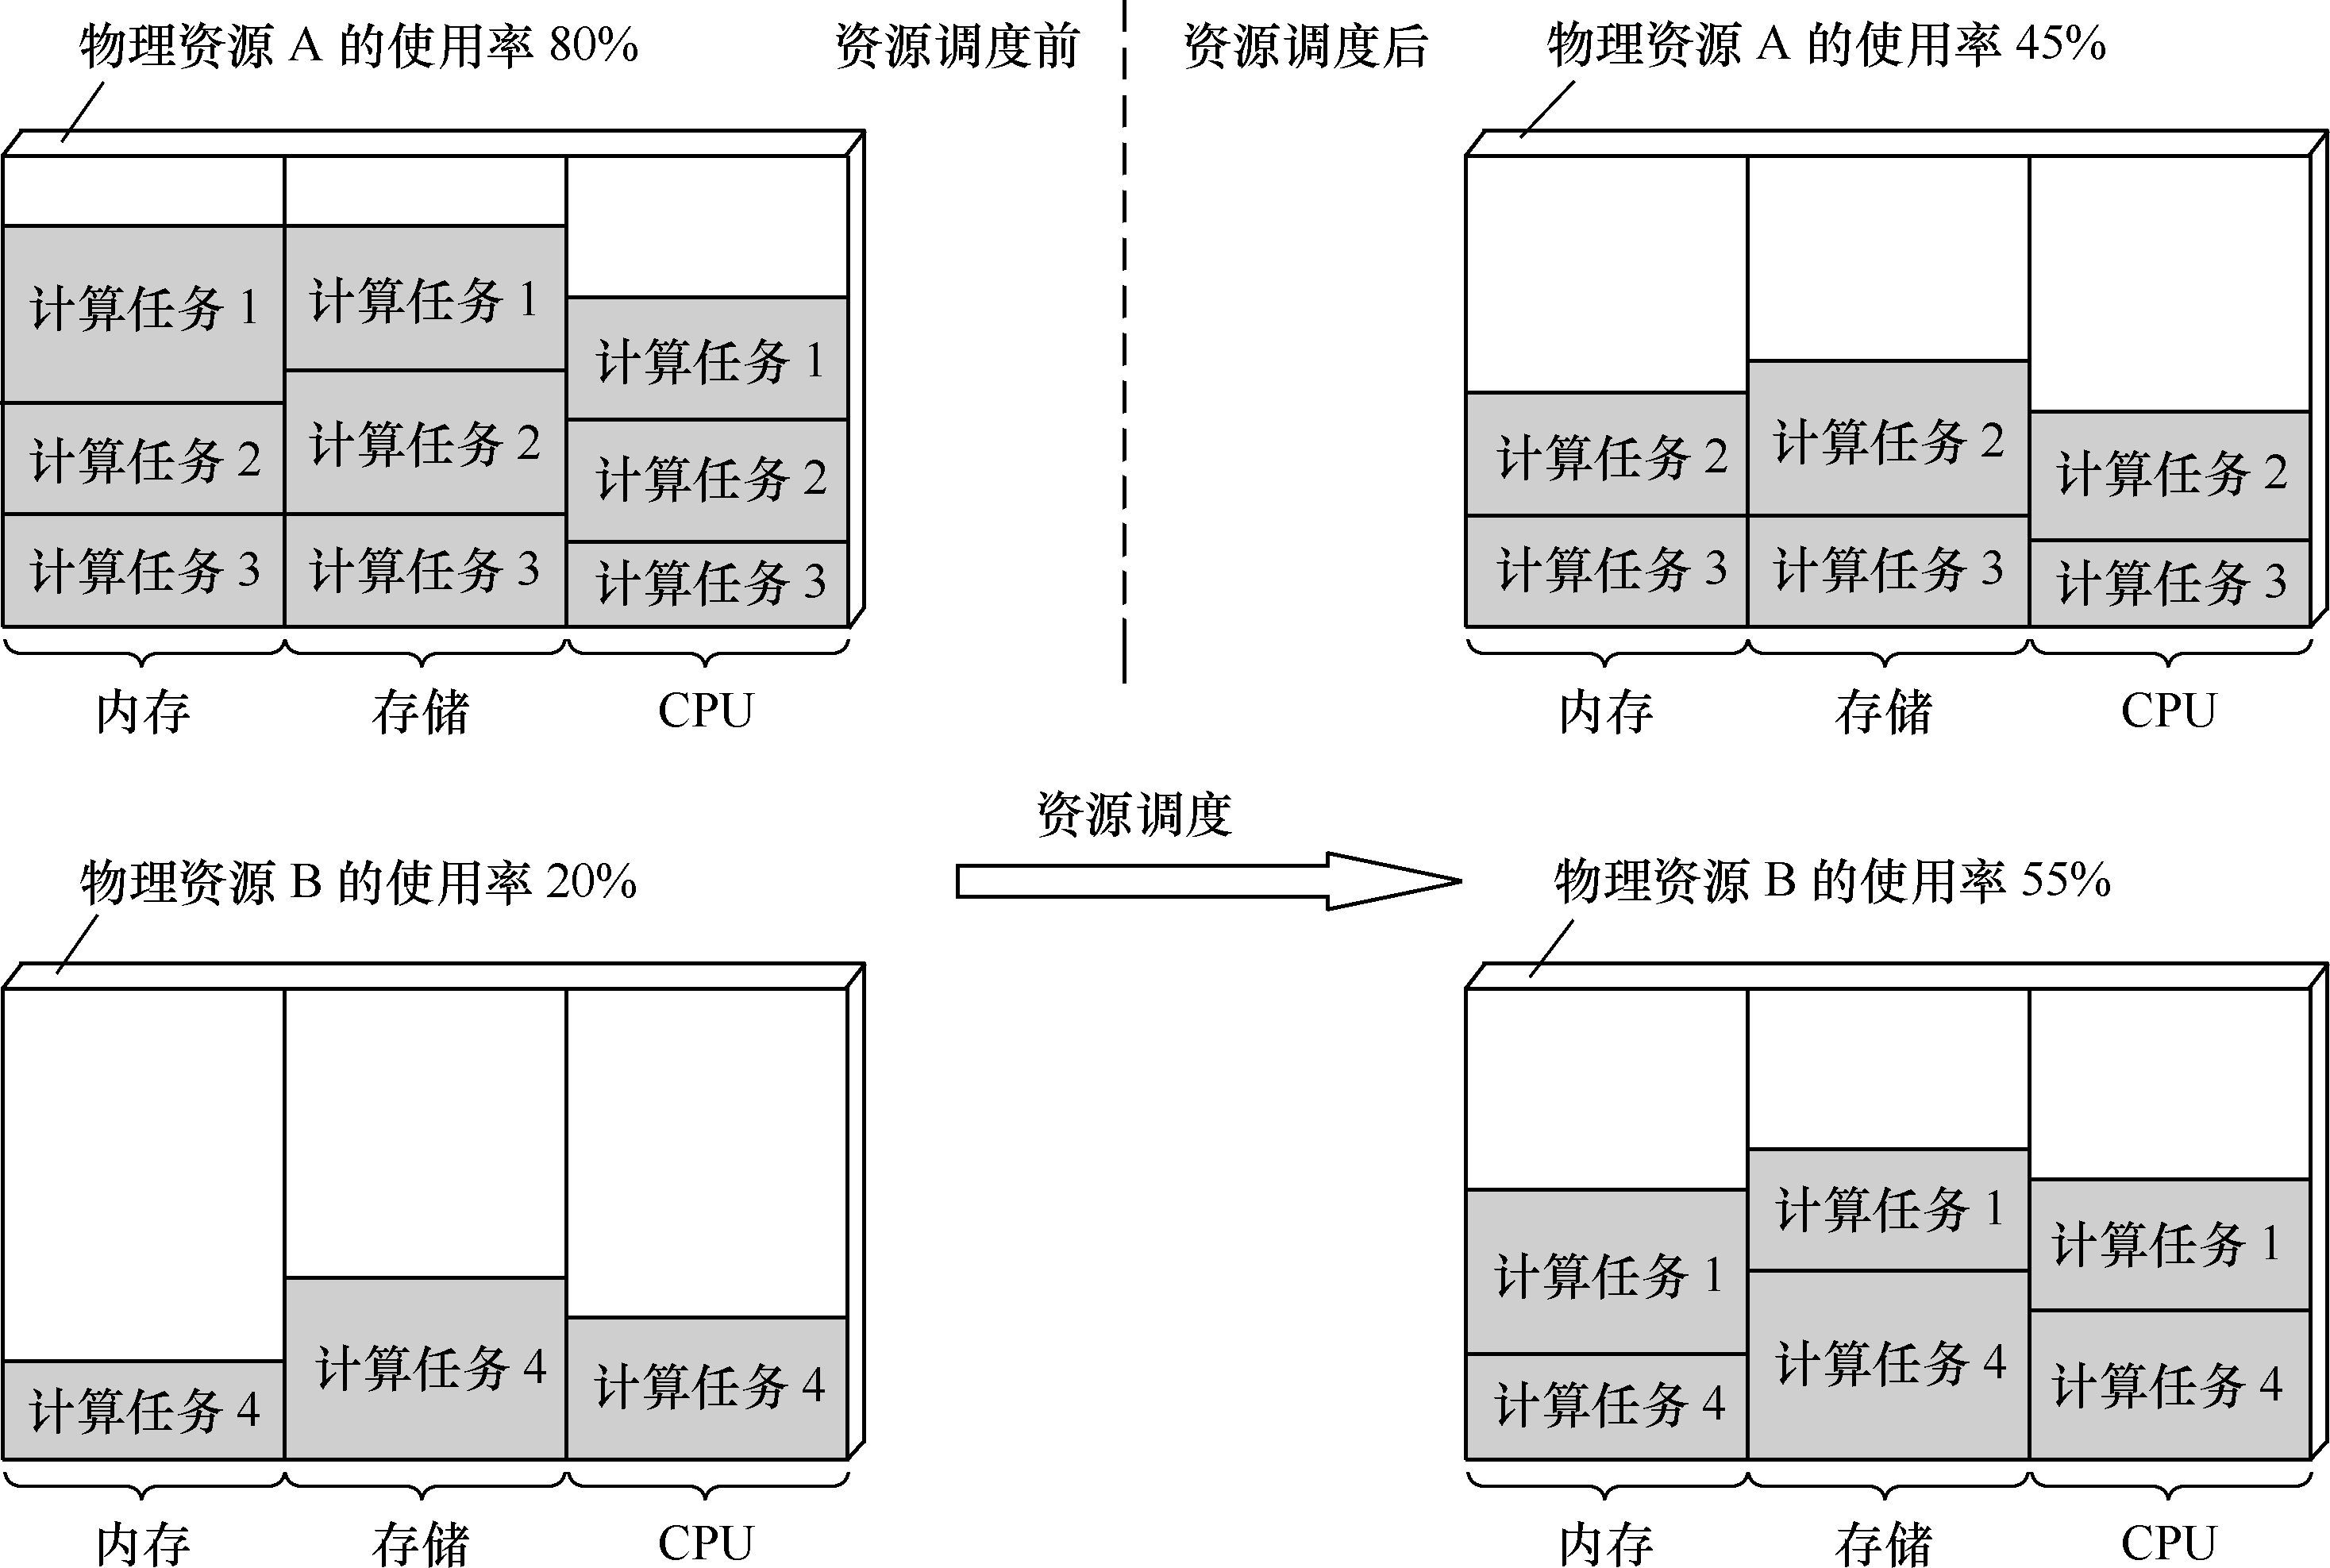 物理资源 A 的使用率 80%
资源调度前
资源调度后
物理资源 A 的使用率 45%
计算任务 1
计算任务 1
计算任务 1
计算任务 2
计算任务 2
计算任务 2
计算任务 3
计算任务 3
计算任务 3
内存
存储
CPU
计算任务 2
计算任务 2
计算任务 2
计算任务 3
计算任务 3
计算任务 3
内存
存储
CPU
资源调度
物理资源 B 的使用率 20%
物理资源 B 的使用率 55%
计算任务 4
计算任务 4
计算任务 4
内存
存储
CPU
计算任务 1
计算任务 1
计算任务 1
计算任务 4
计算任务 4
计算任务 4
内存
存储
CPU